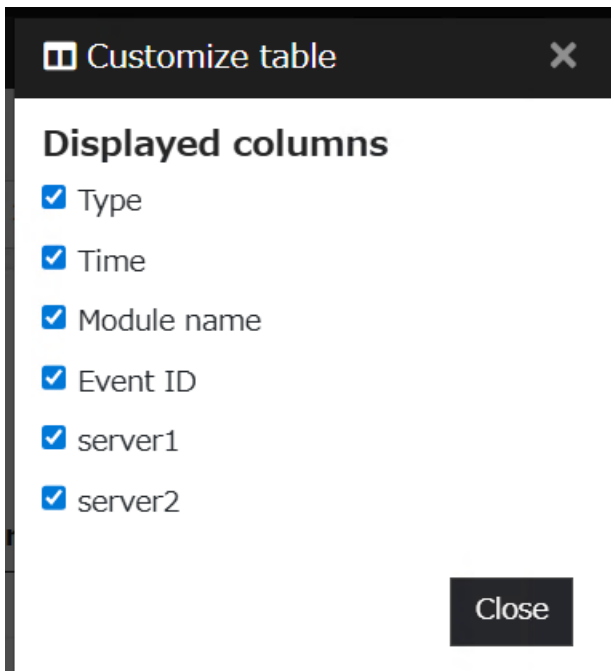 Customize table
Displayed columns
Type
Time
Module name
Event ID
server1
server2
Close